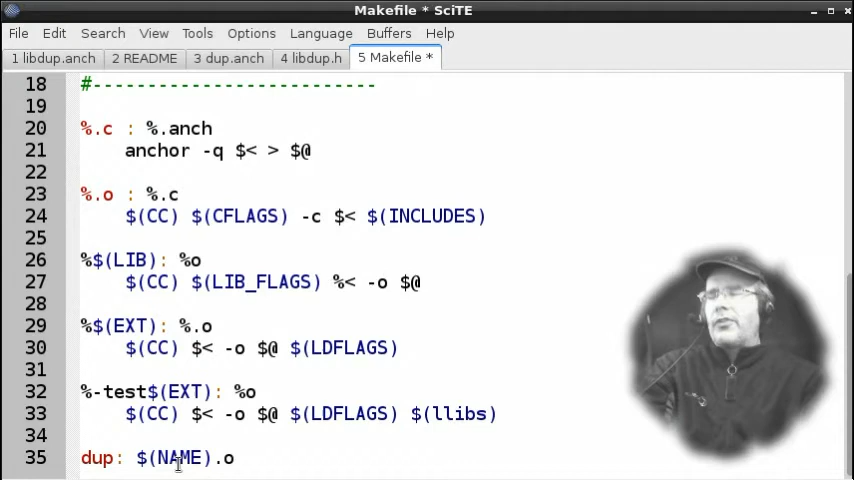 Makefile * SciTE
File Edit Search View Tools Options Language Buffers Help
1 libdup.anch 2 README 3 dup.anch 4 libdup.h 5 Makefile *
18 #---------------------------
19
20 %.c : %.anch
21 anchor -q $< > $@
22
23 %.o : %.c
24 $(CC) $(CFLAGS) -c $< $(INCLUDES)
25
26 %$(LIB): %o
27 $(CC) $(LIB_FLAGS) %< -o $@
28
29 %$(EXT): %.o
30 $(CC) $< -o $@ $(LDFLAGS)
31
32 %-test$(EXT): %o
33 $(CC) $< -o $@ $(LDFLAGS) $(llibs)
34
35 dup: $(NAME).o